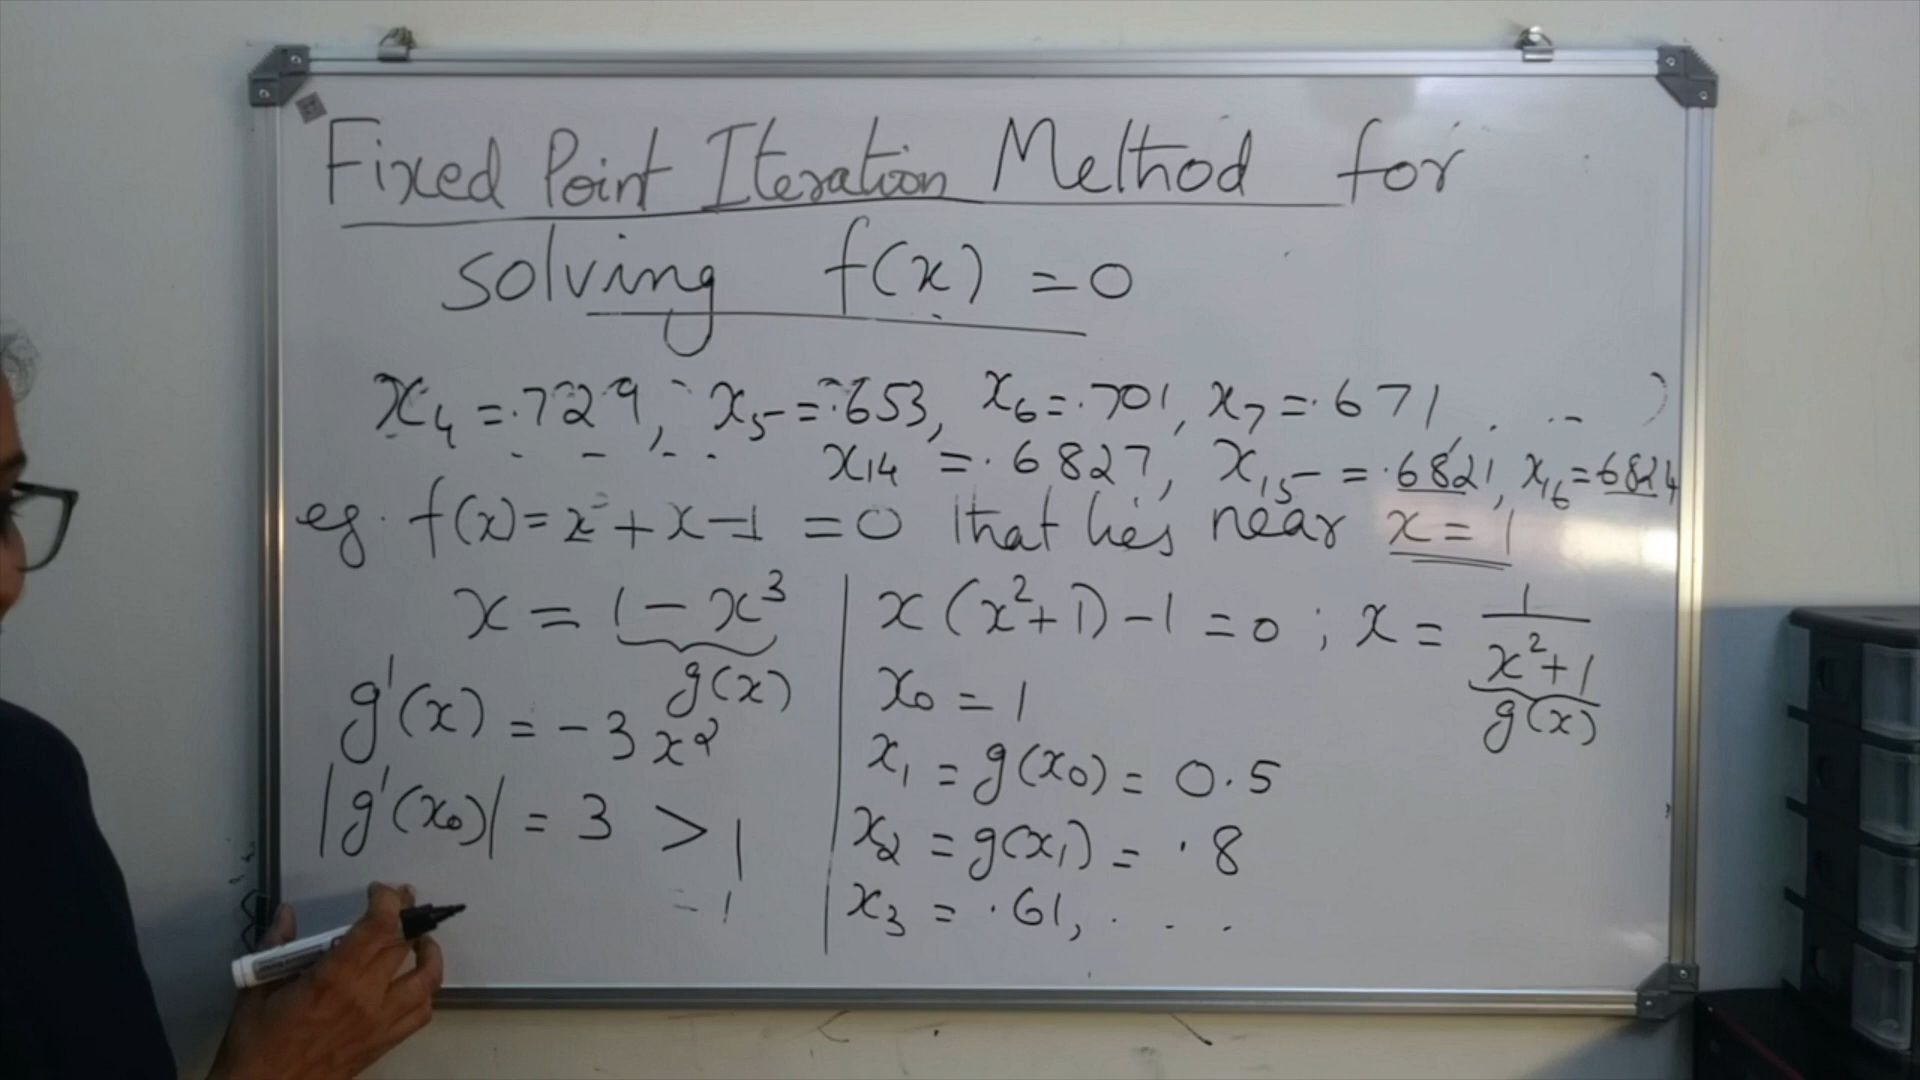 Fixed Point Iteration Method for
solving f(x) = 0
x₄ = .729, x₅ = .653, x₆ = .701, x₇ = .671, . . .
x₁₄ = .6827, x₁₅ = .6821, x₁₆ = 6824
eg. f(x) = x + x - 1 = 0 that lies near x = 1
x = 1 - x³
g(x)
g'(x) = -3x²
|g'(x₀)| = 3 > 1
- 1
x(x²+1) - 1 = 0 ; x = 1/(x²+1)
g(x)
x₀ = 1
x₁ = g(x₀) = 0.5
x₂ = g(x₁) = .8
x₃ = .61, . . .